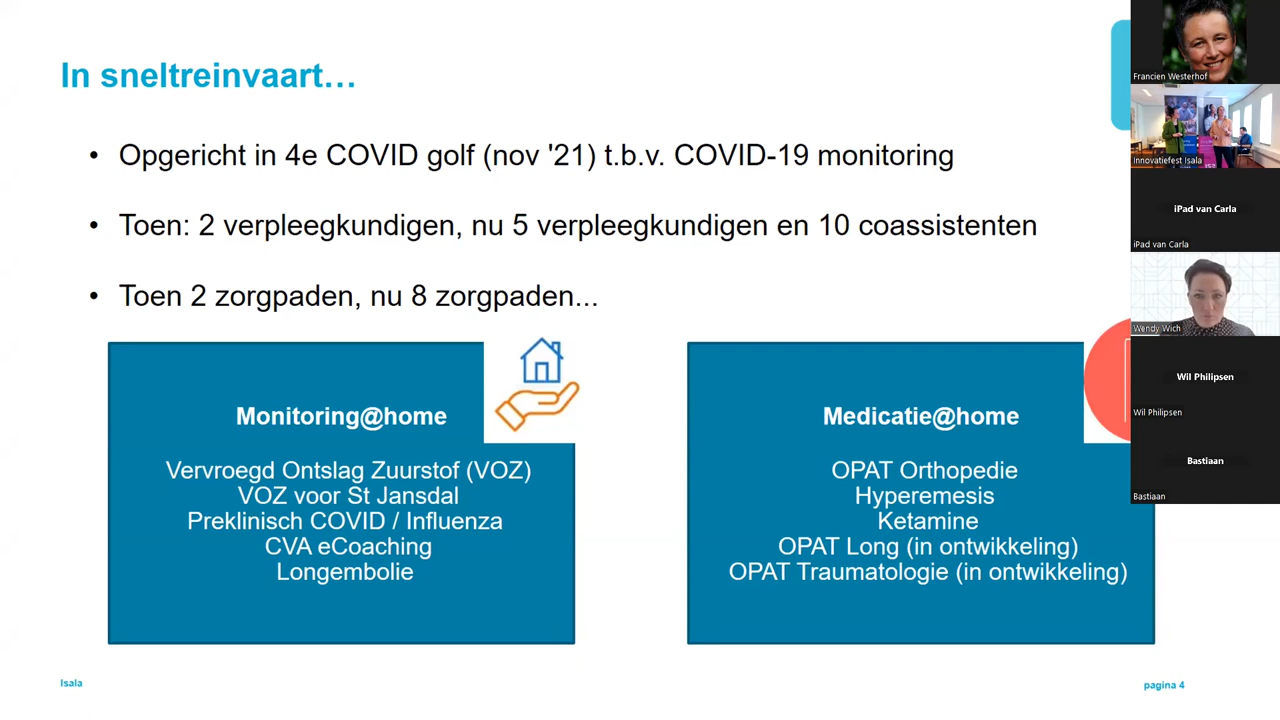 In sneltreinvaart…
• Opgericht in 4e COVID golf (nov '21) t.b.v. COVID-19 monitoring
• Toen: 2 verpleegkundigen, nu 5 verpleegkundigen en 10 coassistenten
• Toen 2 zorgpaden, nu 8 zorgpaden...
Monitoring@home
Vervroegd Ontslag Zuurstof (VOZ)
VOZ voor St Jansdal
Preklinisch COVID / Influenza
CVA eCoaching
Longembolie
Medicatie@home
OPAT Orthopedie
Hyperemesis
Ketamine
OPAT Long (in ontwikkeling)
OPAT Traumatologie (in ontwikkeling)
Isala
pagina 4
Francien Westerhof
Innovatiefest Isala
iPad van Carla
iPad van Carla
Wendy Wich
Wil Philipsen
Wil Philipsen
Bastiaan
Bastiaan